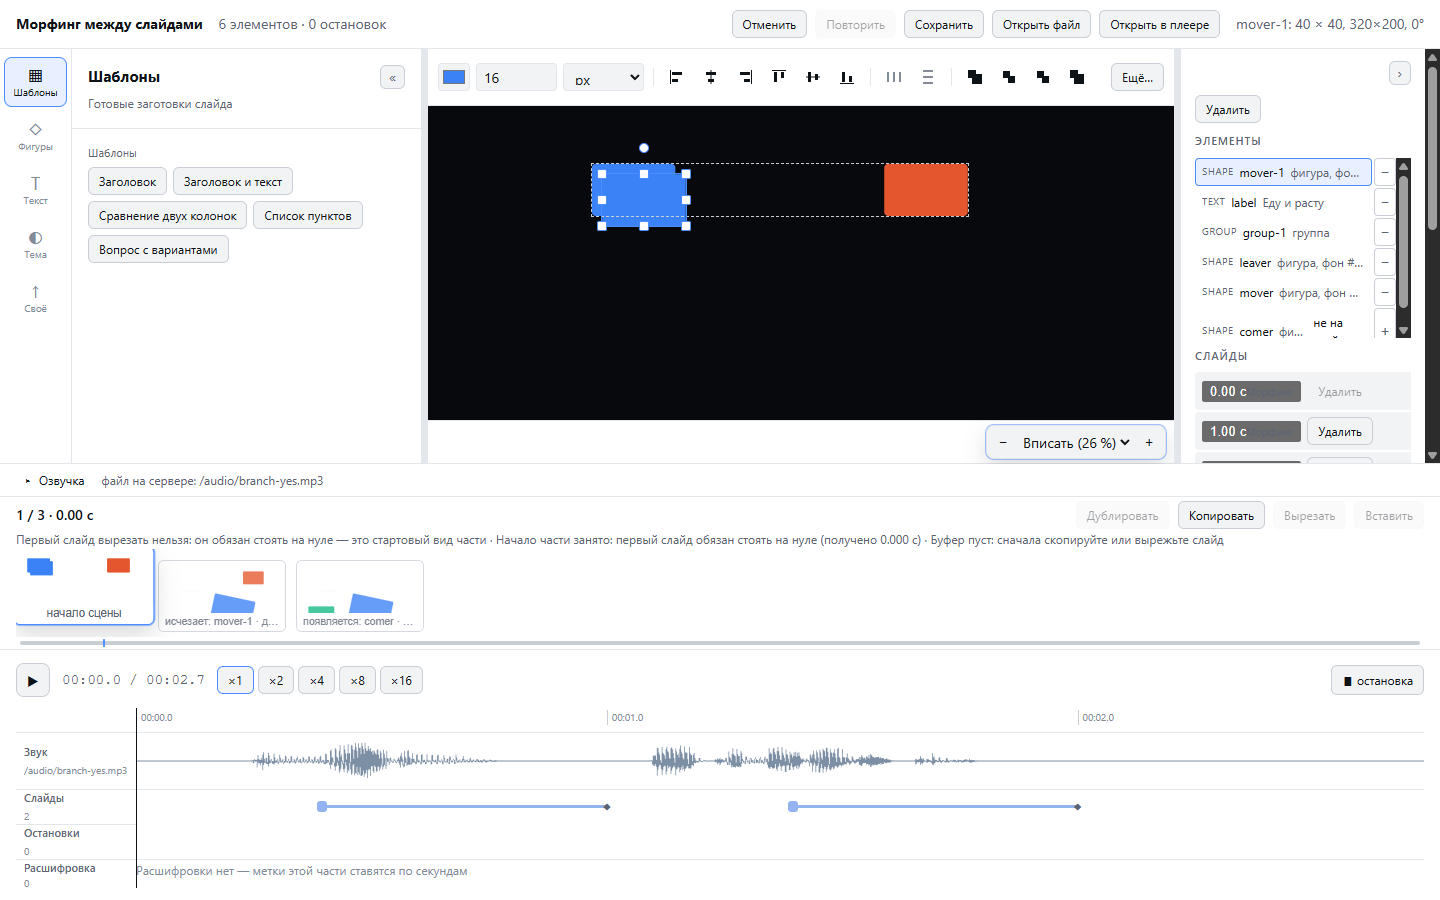 Морфинг между слайдами 6 элементов · 0 остановок Отменить Повторить Сохранить Открыть файл Открыть в плеере mover-1: 40 × 40, 320×200, 0°
Шаблоны
Фигуры
Текст
Тема
Своё
Шаблоны «
Готовые заготовки слайда
Шаблоны
Заголовок Заголовок и текст
Сравнение двух колонок Список пунктов
Вопрос с вариантами
16 px Ещё...
− Вписать (26 %) +
›
Удалить
ЭЛЕМЕНТЫ
SHAPE mover-1 фигура, фо... −
TEXT label Еду и расту −
GROUP group-1 группа −
SHAPE leaver фигура, фон #... −
SHAPE mover фигура, фон ... −
SHAPE comer фи... не на +
СЛАЙДЫ
0.00 с Удалить
1.00 с Удалить
Озвучка файл на сервере: /audio/branch-yes.mp3
1 / 3 · 0.00 с Дублировать Копировать Вырезать Вставить
Первый слайд вырезать нельзя: он обязан стоять на нуле — это стартовый вид части · Начало части занято: первый слайд обязан стоять на нуле (получено 0.000 с) · Буфер пуст: сначала скопируйте или вырежьте слайд
начало сцены
исчезает: mover-1 · д...
появляется: comer · ...
00:00.0 / 00:02.7 ×1 ×2 ×4 ×8 ×16 остановка
00:00.0 00:01.0 00:02.0
Звук
/audio/branch-yes.mp3
Слайды
2
Остановки
0
Расшифровка
0
Расшифровки нет — метки этой части ставятся по секундам